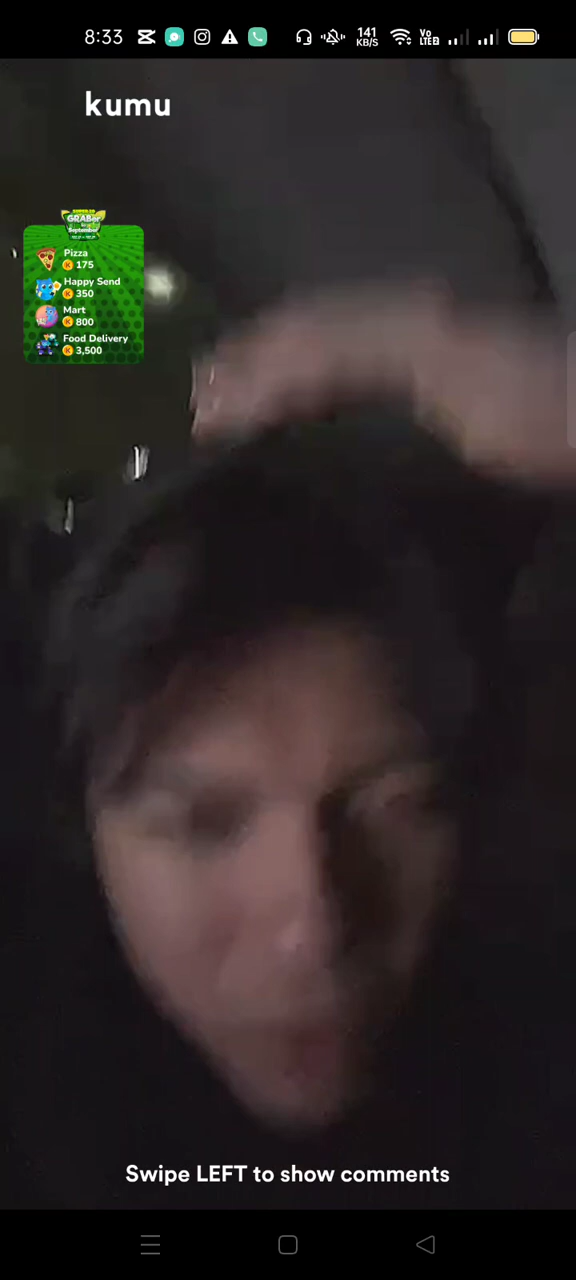 8:33
141
KB/S
Vo
LTE 2
kumu
GRABer
September
Pizza
175
Happy Send
350
Mart
800
Food Delivery
3,500
Swipe LEFT to show comments